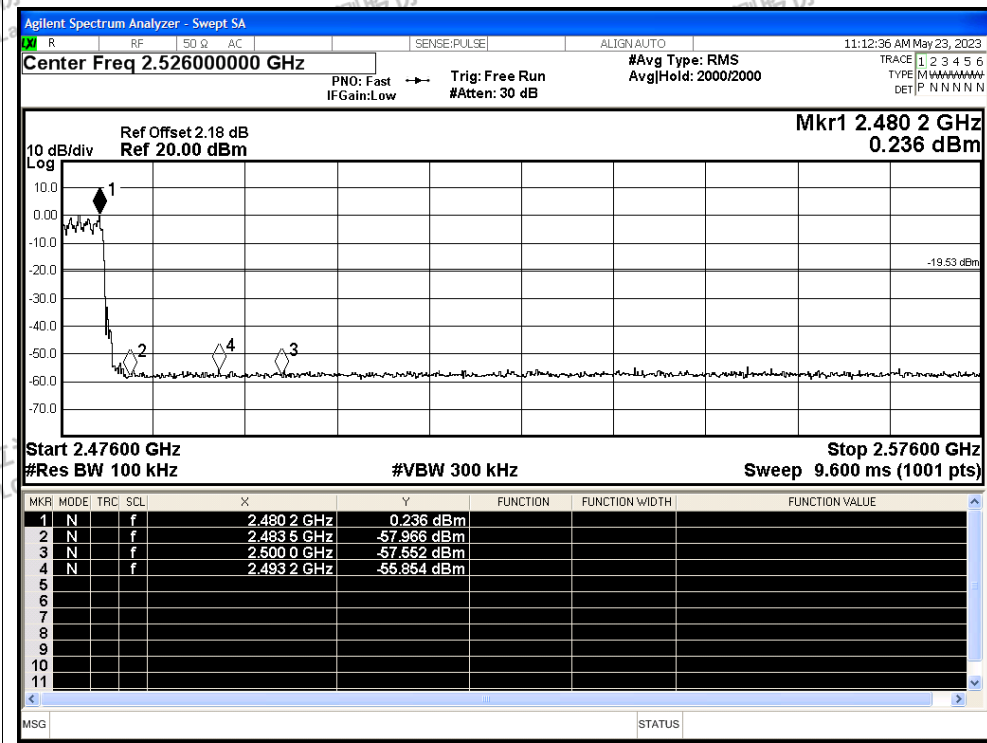 Agilent Spectrum Analyzer - Swept SA
LXI R RF 50 Ω AC SENSE:PULSE ALIGN AUTO 11:12:36 AM May 23, 2023
Center Freq 2.526000000 GHz
PNO: Fast
IFGain:Low
Trig: Free Run
#Atten: 30 dB
#Avg Type: RMS
Avg|Hold: 2000/2000
TRACE 1 2 3 4 5 6
TYPE M
DET P N N N N N
Ref Offset 2.18 dB
10 dB/div Ref 20.00 dBm
Log
Mkr1 2.480 2 GHz
0.236 dBm
10.0
0.00
-10.0
-20.0
-30.0
-40.0
-50.0
-60.0
-70.0
1
2
4
3
-19.53 dBm
Start 2.47600 GHz Stop 2.57600 GHz
#Res BW 100 kHz #VBW 300 kHz Sweep 9.600 ms (1001 pts)
MKR MODE TRC SCL X Y FUNCTION FUNCTION WIDTH FUNCTION VALUE
1 N f 2.480 2 GHz 0.236 dBm
2 N f 2.483 5 GHz -57.966 dBm
3 N f 2.500 0 GHz -57.552 dBm
4 N f 2.493 2 GHz -55.854 dBm
5
6
7
8
9
10
11
MSG STATUS